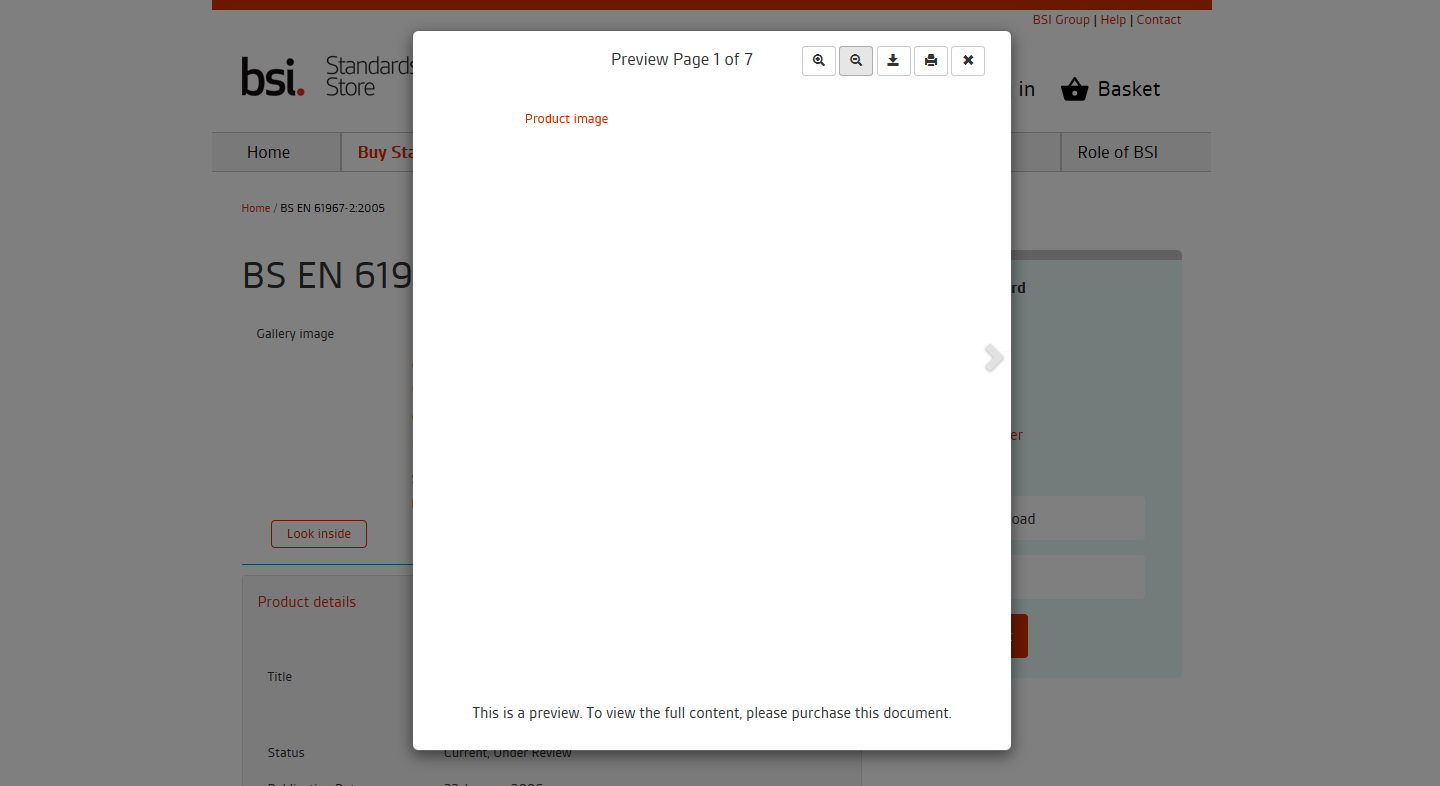 BSI Group | Help | Contact
bsi. Standards
Store
in
Basket
Preview Page 1 of 7
Product image
Home
Buy Sta
Role of BSI
Home / BS EN 61967-2:2005
BS EN 619
rd
Gallery image
er
oad
Look inside
Product details
Title
This is a preview. To view the full content, please purchase this document.
Status
Current, Under Review